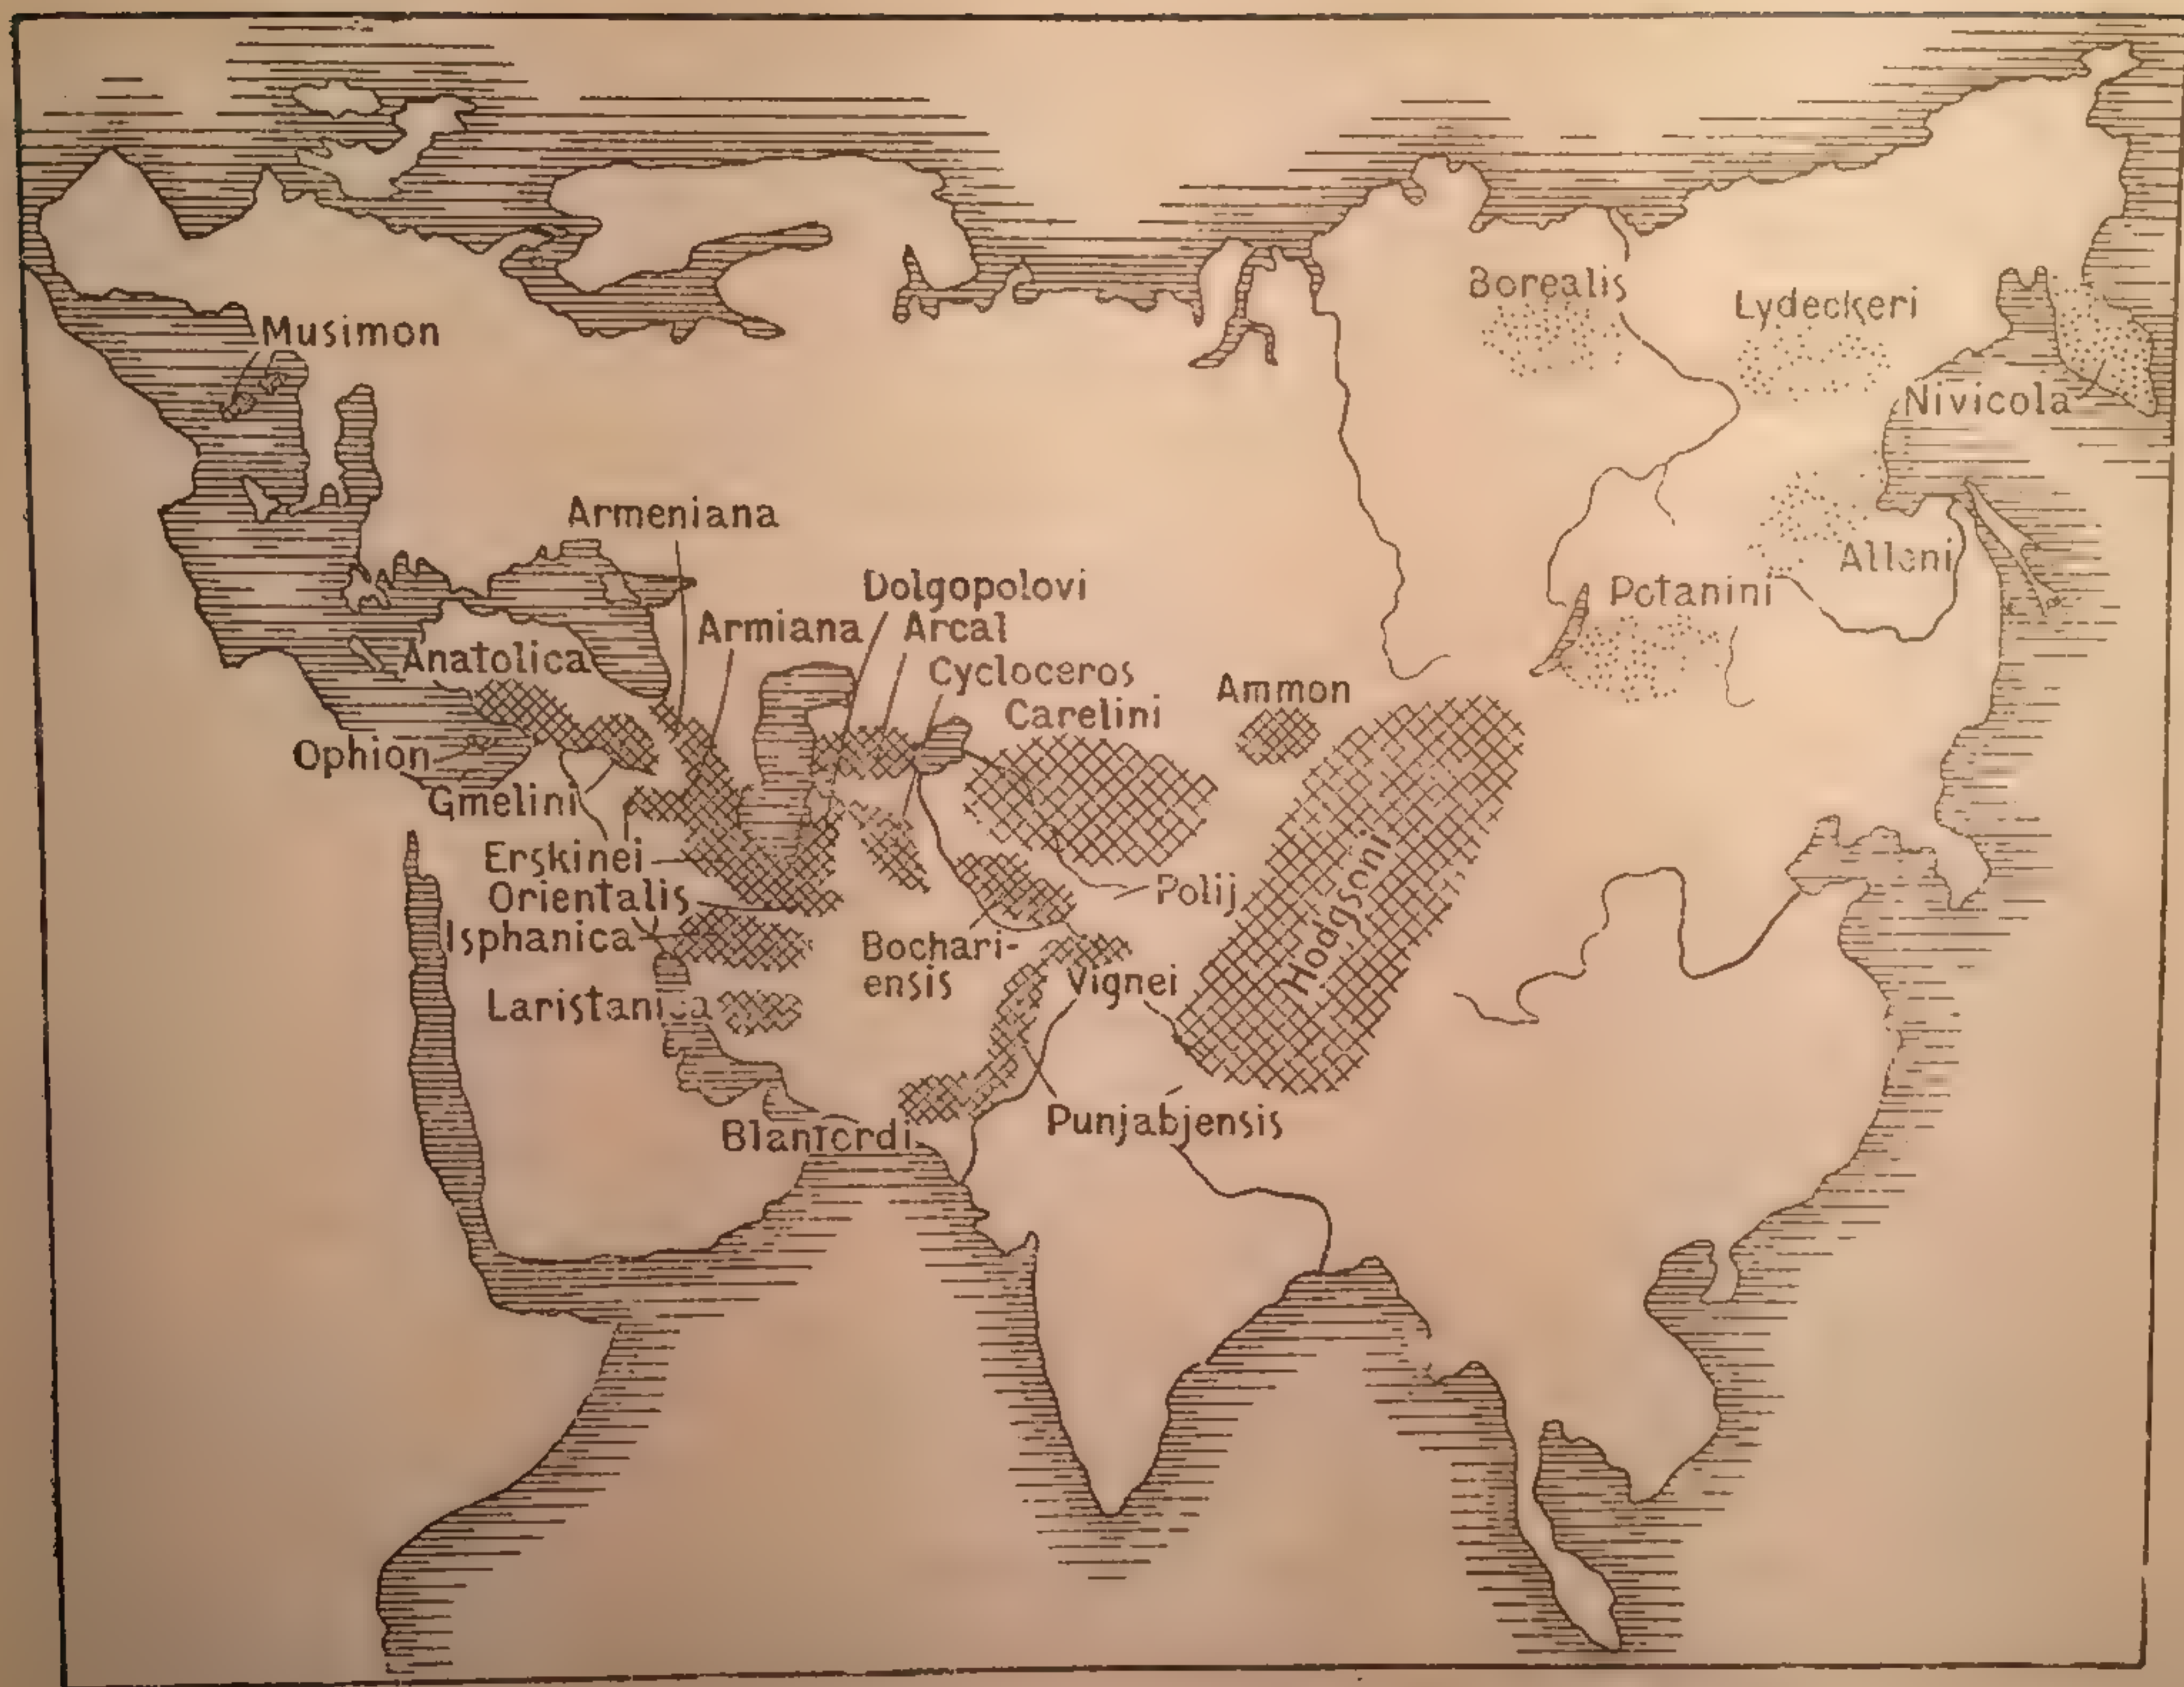 Borealis
Lydeckeri
Musimon
Nivicola
Armeniana
Alleni
Dolgopolovi
Potanini
Armiana
Arcal
Anatolica
Cycloceros
Ammon
Carelini
Ophion
Gmelini
Erskinei
Polij
Orientalis
Hodgsoni
Isphanica
Bochari-
ensis
Vignei
Laristanica
Punjabjensis
Blanfordi